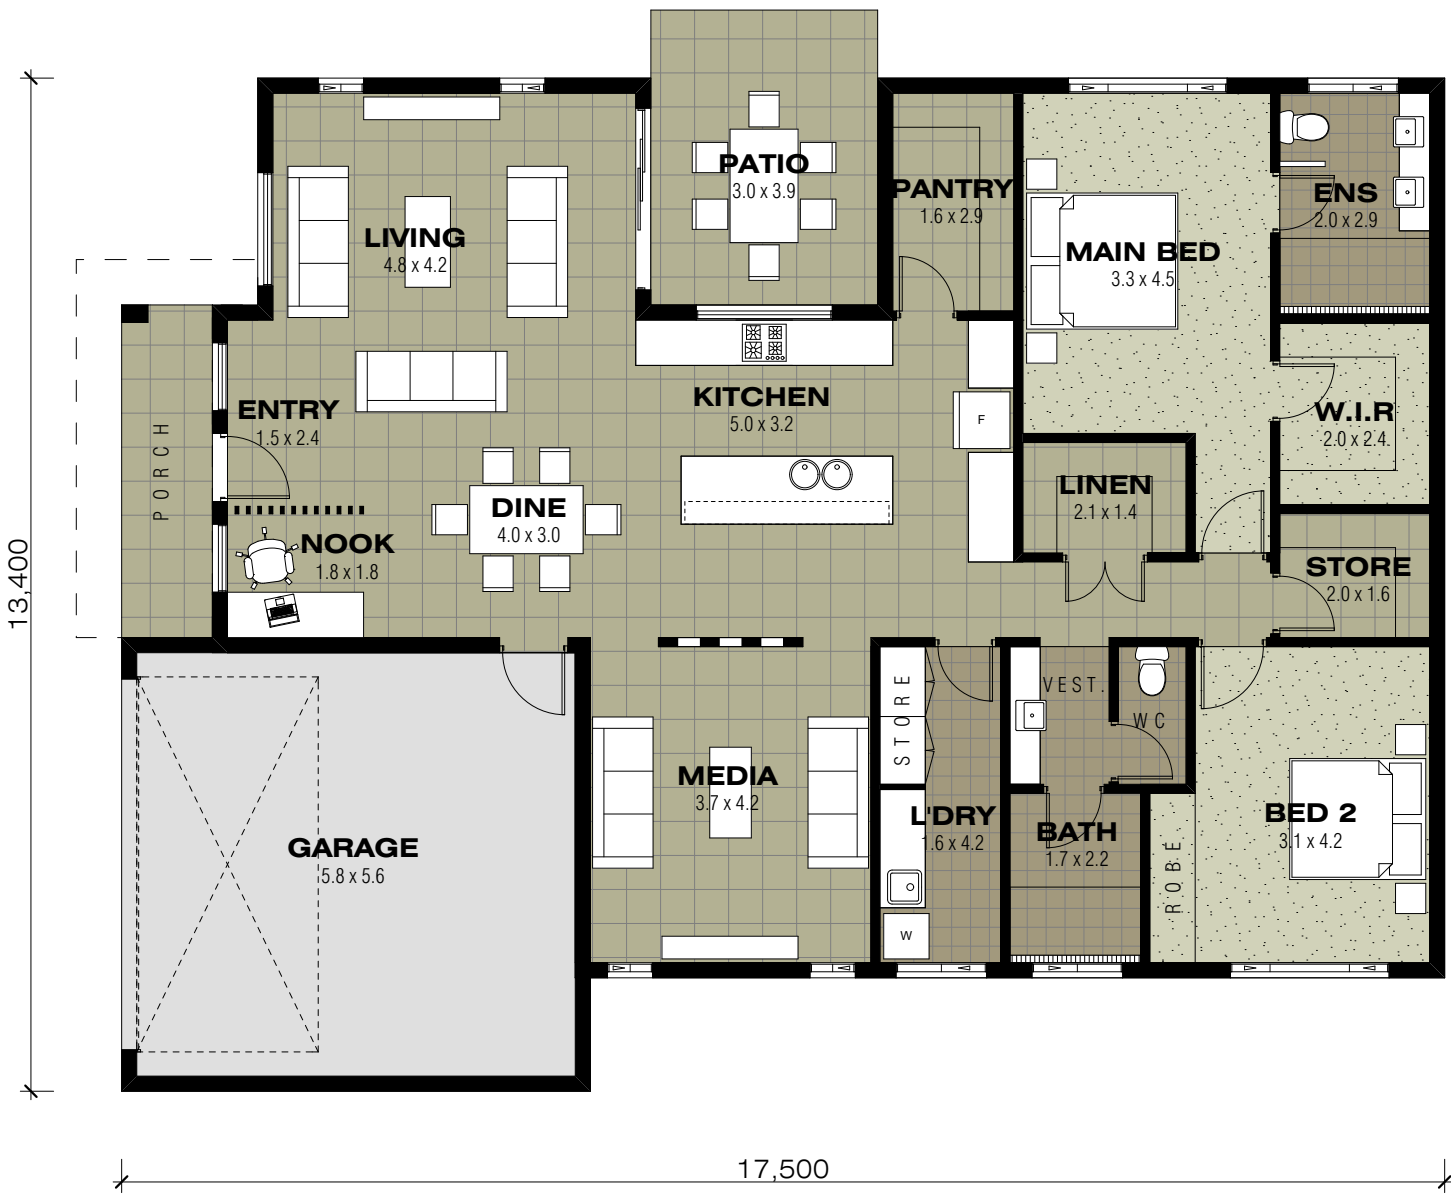 PATIO
3.0 x 3.9
PANTRY
1.6 x 2.9
ENS
2.0 x 2.9
LIVING
4.8 x 4.2
MAIN BED
3.3 x 4.5
KITCHEN
5.0 x 3.2
F
ENTRY
1.5 x 2.4
W.I.R
2.0 x 2.4
PORCH
LINEN
2.1 x 1.4
DINE
4.0 x 3.0
NOOK
1.8 x 1.8
STORE
2.0 x 1.6
13,400
STORE
VEST.
WC
MEDIA
3.7 x 4.2
L'DRY
1.6 x 4.2
BATH
1.7 x 2.2
ROBE
BED 2
3.1 x 4.2
GARAGE
5.8 x 5.6
W
17,500